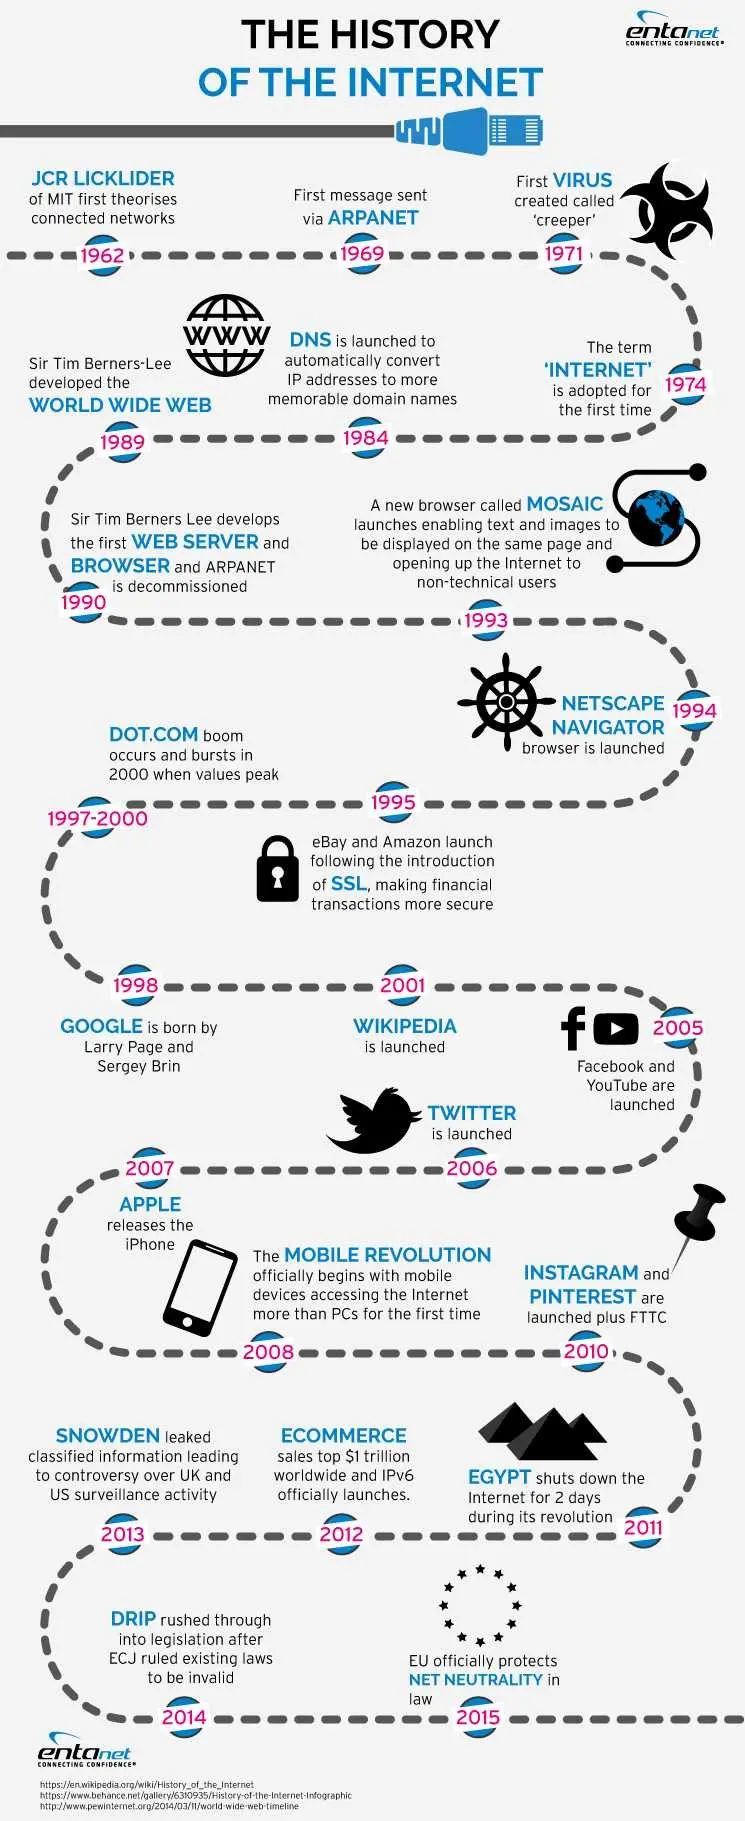 THE HISTORY
OF THE INTERNET
entanet
CONNECTING CONFIDENCE®
JCR LICKLIDER
of MIT first theorises
connected networks
1962
First message sent
via ARPANET
1969
First VIRUS
created called
'creeper'
1971
The term
'INTERNET'
is adopted for
the first time
1974
DNS is launched to
automatically convert
IP addresses to more
memorable domain names
1984
WWW
Sir Tim Berners-Lee
developed the
WORLD WIDE WEB
1989
Sir Tim Berners Lee develops
the first WEB SERVER and
BROWSER and ARPANET
is decommissioned
1990
A new browser called MOSAIC
launches enabling text and images to
be displayed on the same page and
opening up the Internet to
non-technical users
1993
NETSCAPE
NAVIGATOR
browser is launched
1994
1995
eBay and Amazon launch
following the introduction
of SSL, making financial
transactions more secure
DOT.COM boom
occurs and bursts in
2000 when values peak
1997-2000
1998
GOOGLE is born by
Larry Page and
Sergey Brin
2001
WIKIPEDIA
is launched
2005
Facebook and
YouTube are
launched
TWITTER
is launched
2006
2007
APPLE
releases the
iPhone
The MOBILE REVOLUTION
officially begins with mobile
devices accessing the Internet
more than PCs for the first time
2008
INSTAGRAM and
PINTEREST are
launched plus FTTC
2010
EGYPT shuts down the
Internet for 2 days
during its revolution
2011
ECOMMERCE
sales top $1 trillion
worldwide and IPv6
officially launches.
2012
SNOWDEN leaked
classified information leading
to controversy over UK and
US surveillance activity
2013
DRIP rushed through
into legislation after
ECJ ruled existing laws
to be invalid
2014
EU officially protects
NET NEUTRALITY in
law
2015
entanet
CONNECTING CONFIDENCE®
https://en.wikipedia.org/wiki/History_of_the_Internet
https://www.behance.net/gallery/6310935/History-of-the-Internet-Infographic
http://www.pewinternet.org/2014/03/11/world-wide-web-timeline